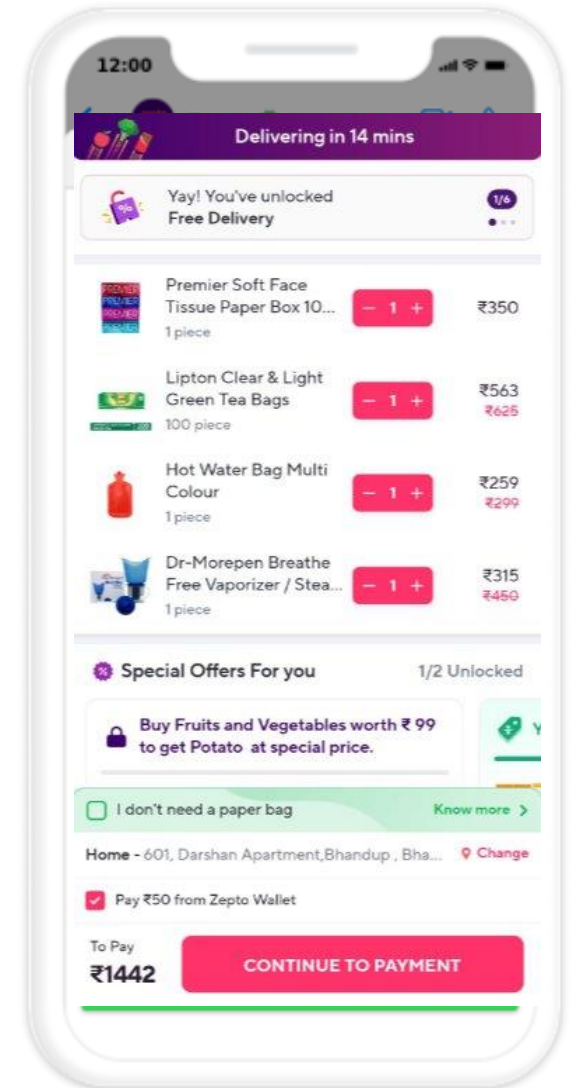 12:00
Delivering in 14 mins
Yay! You've unlocked
Free Delivery
1/6
Premier Soft Face
Tissue Paper Box 10...
1 piece
PREMIER
PREMIER
PREMIER
PREMIER
− 1 +
₹350
Lipton Clear & Light
Green Tea Bags
100 piece
− 1 +
₹563
₹625
Hot Water Bag Multi
Colour
1 piece
− 1 +
₹259
₹299
Dr-Morepen Breathe
Free Vaporizer / Stea...
1 piece
− 1 +
₹315
₹450
Special Offers For you
1/2 Unlocked
Buy Fruits and Vegetables worth ₹ 99
to get Potato at special price.
Y
I don't need a paper bag
Know more >
Home - 601, Darshan Apartment,Bhandup , Bha...
Change
Pay ₹50 from Zepto Wallet
To Pay
₹1442
CONTINUE TO PAYMENT